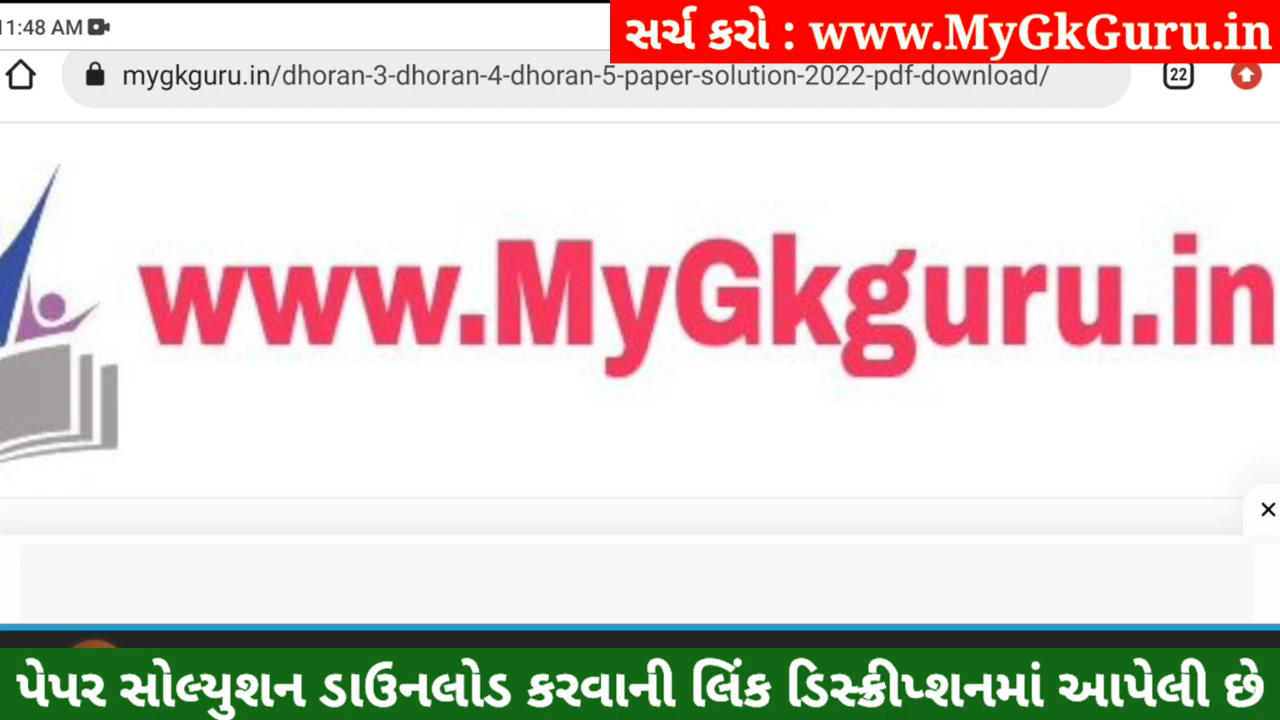 11:48 AM
સર્ચ કરો : www.MyGkGuru.in
mygkguru.in/dhoran-3-dhoran-4-dhoran-5-paper-solution-2022-pdf-download/
22
www.MyGkguru.in
પેપર સોલ્યુશન ડાઉનલોડ કરવાની લિંક ડિસ્ક્રીપ્શનમાં આપેલી છે